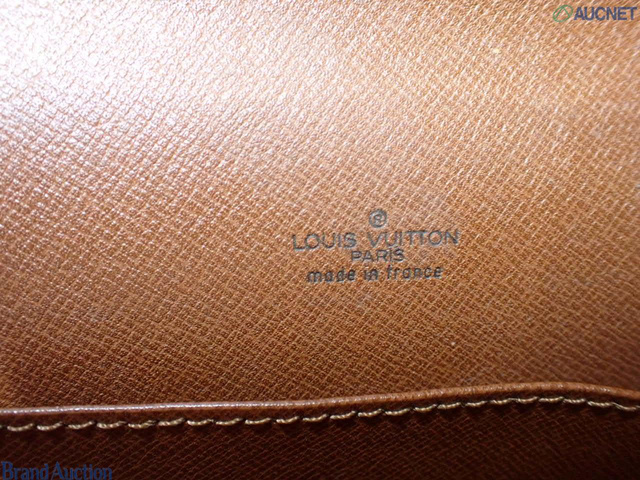 AUCNET
®
LOUIS VUITTON
PARIS
made in france
Brand Auction